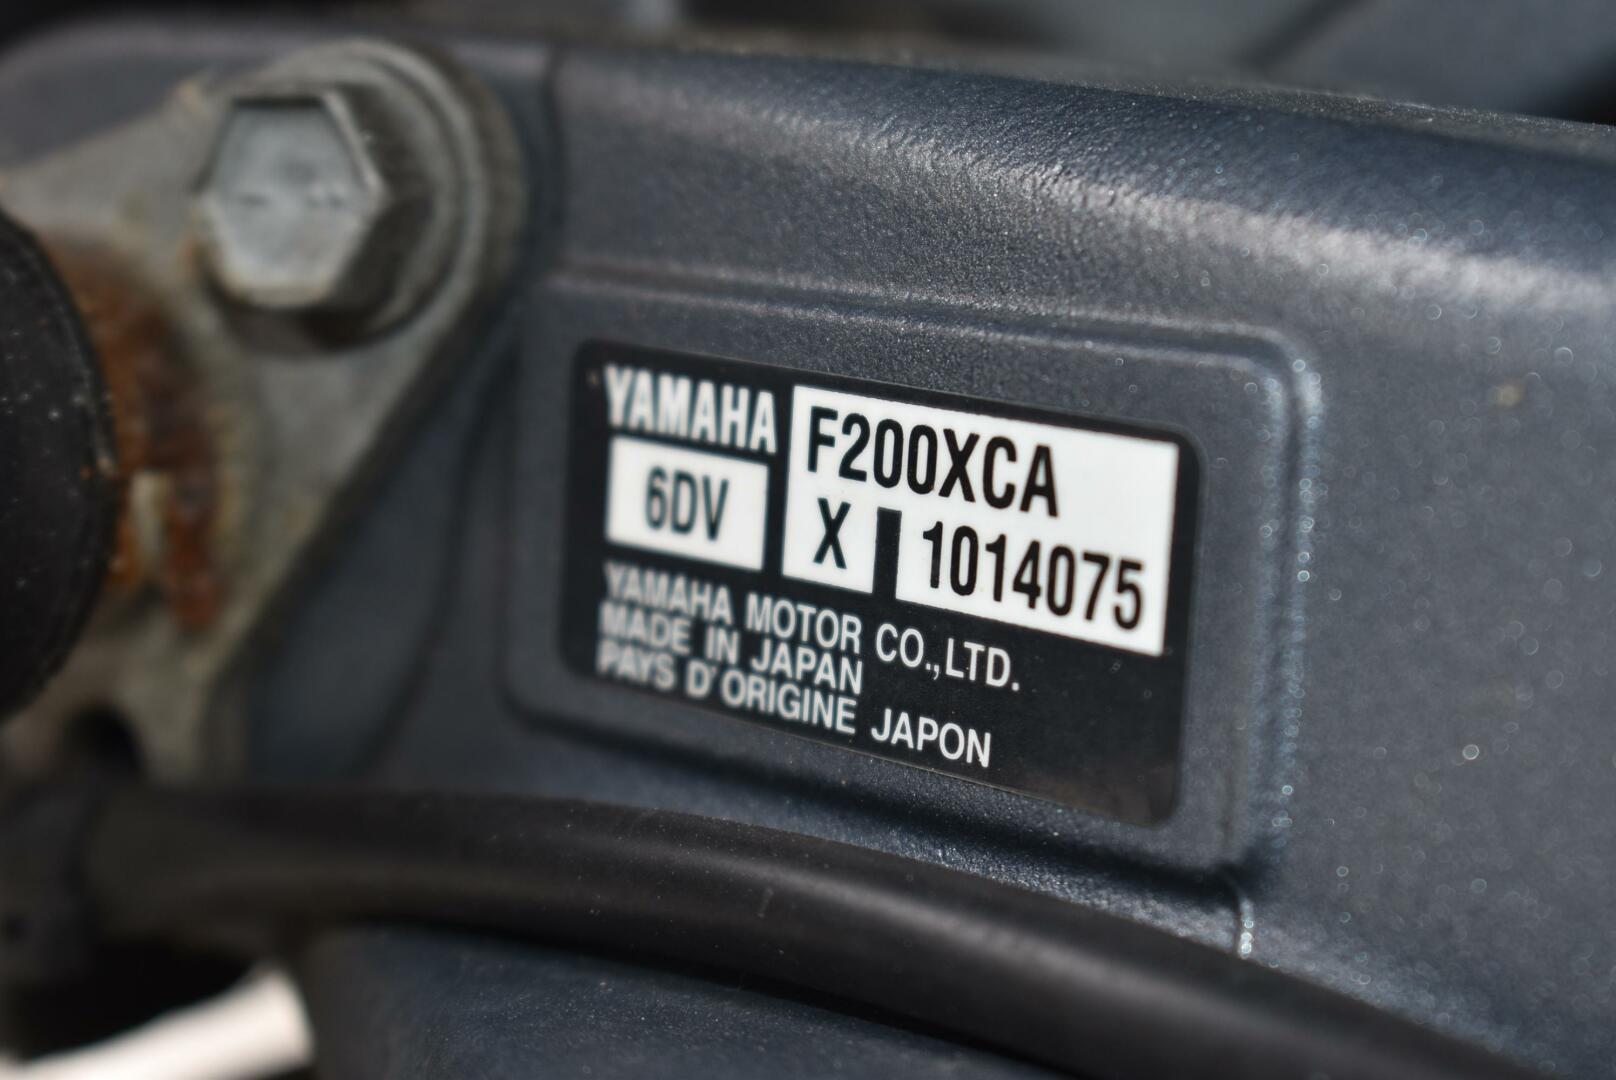 YAMAHA
F200XCA
6DV
X 1014075
YAMAHA MOTOR CO.,LTD.
MADE IN JAPAN
PAYS D'ORIGINE JAPON